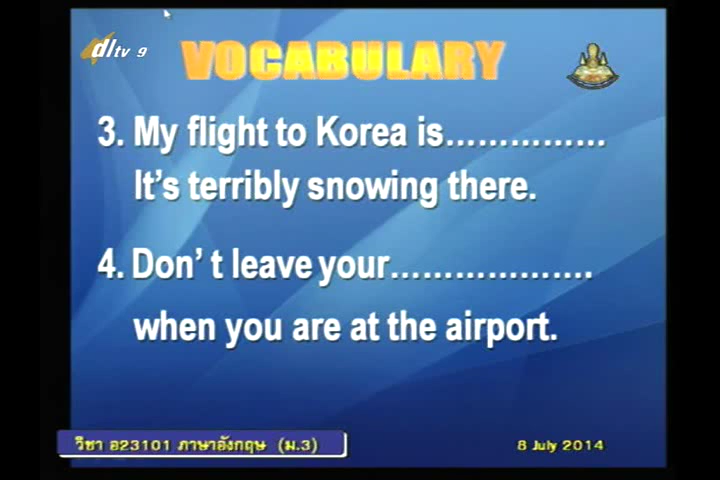 dltv 9
VOCABULARY
3. My flight to Korea is……………
It's terribly snowing there.
4. Don' t leave your……………….
when you are at the airport.
วิชา อ23101 ภาษาอังกฤษ (ม.3)
8 July 2014